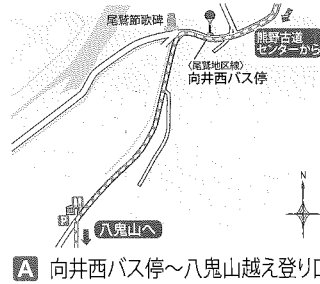 尾鷲節歌碑
熊野古道
センターから
〈尾鷲地区線〉
向井西バス停
N
八鬼山へ
A 向井西バス停～八鬼山越え登り口